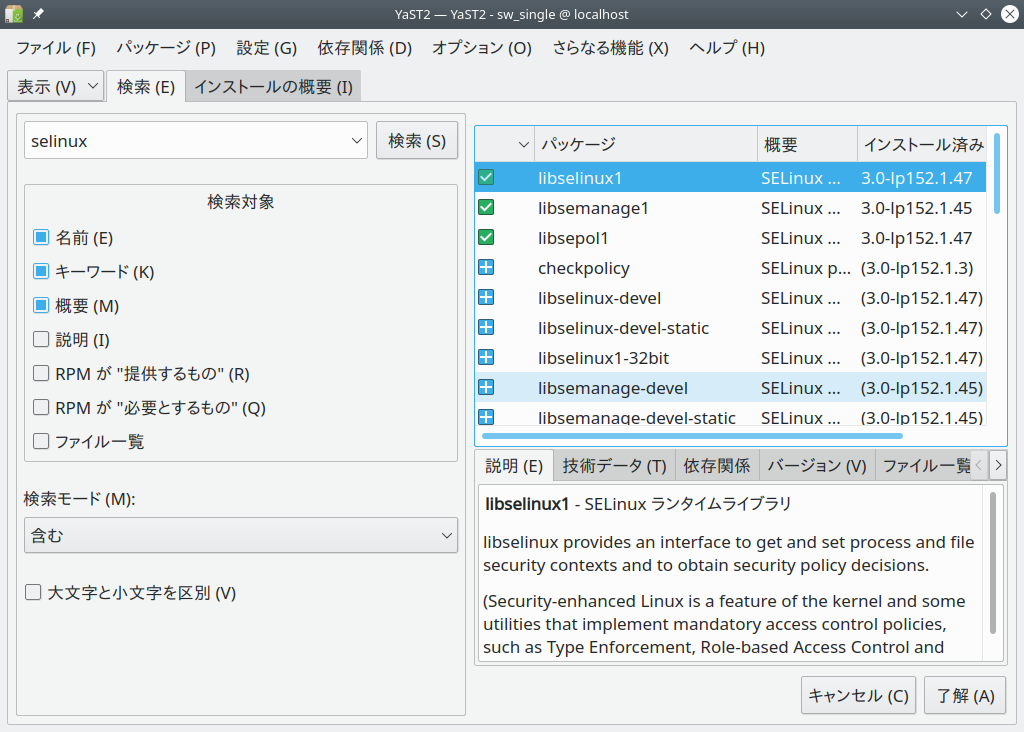 YaST2 — YaST2 - sw_single @ localhost
ファイル (F) パッケージ (P) 設定 (G) 依存関係 (D) オプション (O) さらなる機能 (X) ヘルプ (H)
表示 (V) 検索 (E) インストールの概要 (I)
selinux 検索 (S)
検索対象
名前 (E)
キーワード (K)
概要 (M)
説明 (I)
RPM が "提供するもの" (R)
RPM が "必要とするもの" (Q)
ファイル一覧
検索モード (M):
含む
大文字と小文字を区別 (V)
パッケージ 概要 インストール済み
libselinux1 SELinux ... 3.0-lp152.1.47
libsemanage1 SELinux ... 3.0-lp152.1.45
libsepol1 SELinux ... 3.0-lp152.1.47
checkpolicy SELinux p... (3.0-lp152.1.3)
libselinux-devel SELinux ... (3.0-lp152.1.47)
libselinux-devel-static SELinux ... (3.0-lp152.1.47)
libselinux1-32bit SELinux ... (3.0-lp152.1.47)
libsemanage-devel SELinux ... (3.0-lp152.1.45)
libsemanage-devel-static SELinux ... (3.0-lp152.1.45)
説明 (E) 技術データ (T) 依存関係 バージョン (V) ファイル一覧
libselinux1 - SELinux ランタイムライブラリ
libselinux provides an interface to get and set process and file
security contexts and to obtain security policy decisions.
(Security-enhanced Linux is a feature of the kernel and some
utilities that implement mandatory access control policies,
such as Type Enforcement, Role-based Access Control and
キャンセル (C) 了解 (A)